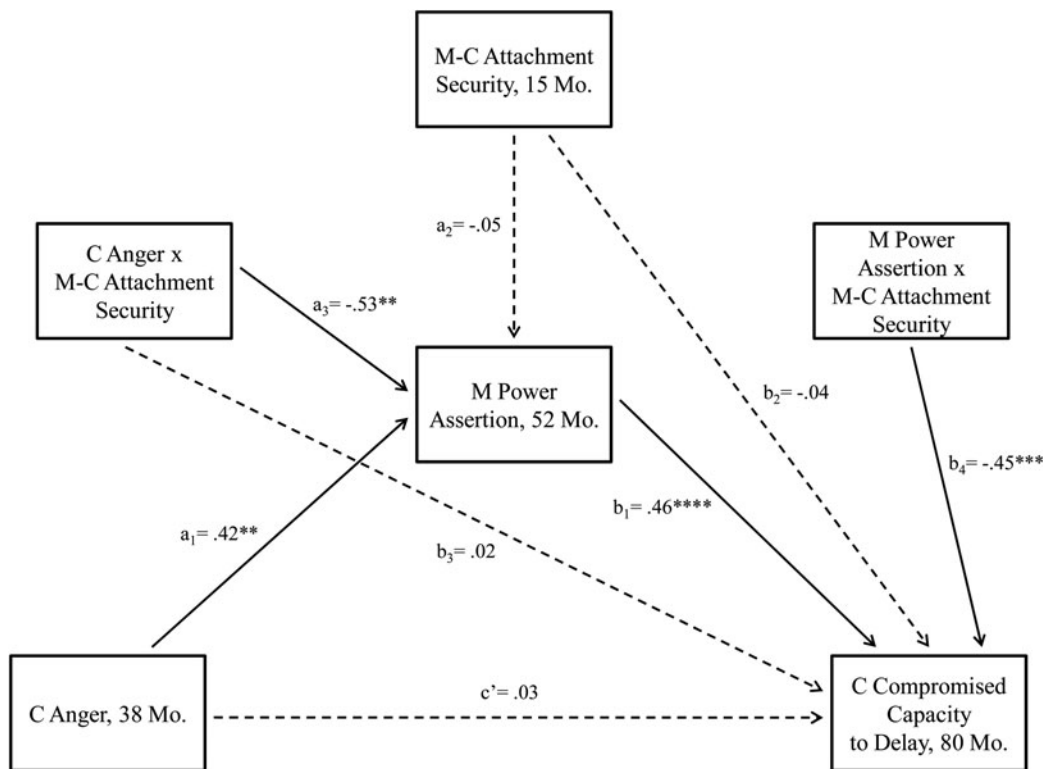 M-C Attachment
Security, 15 Mo.
a₂= -.05
C Anger x
M-C Attachment
Security
M Power
Assertion x
M-C Attachment
Security
a₃= -.53**
M Power
Assertion, 52 Mo.
b₂= -.04
b₄= -.45***
a₁= .42**
b₃= .02
b₁= .46****
C Anger, 38 Mo.
c’= .03
C Compromised
Capacity
to Delay, 80 Mo.